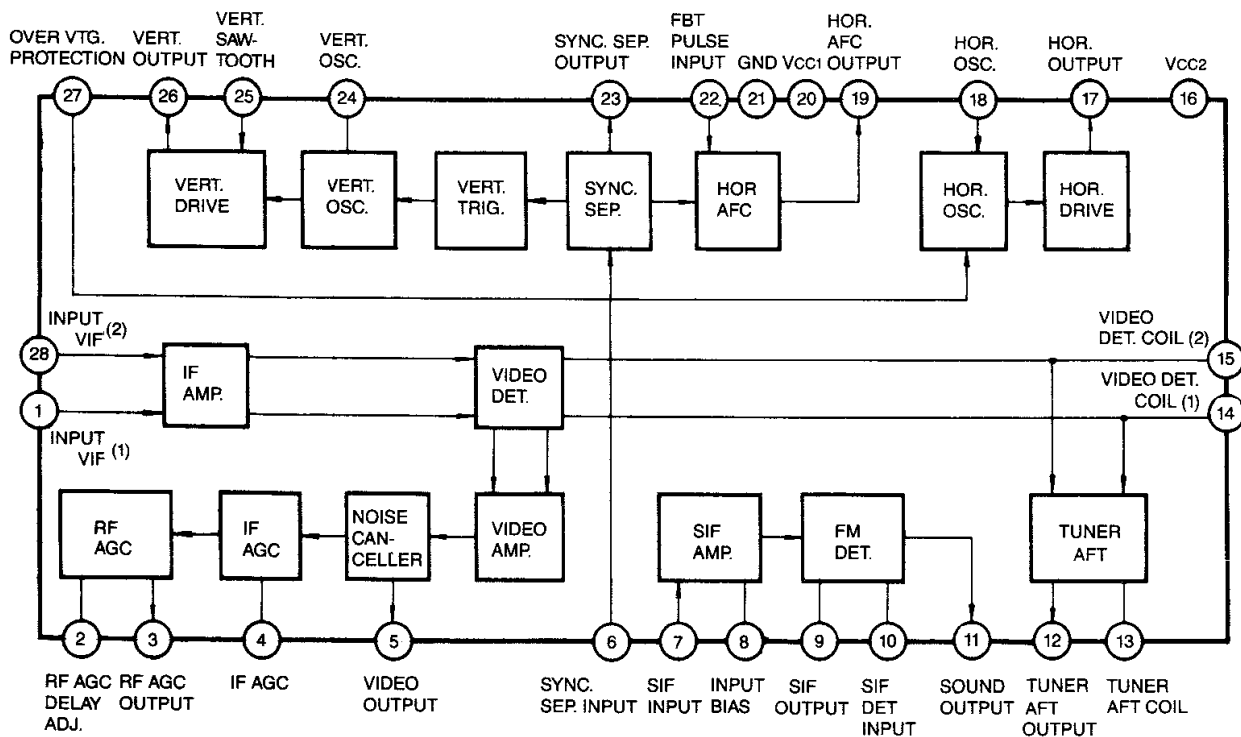 OVER VTG.
PROTECTION
VERT.
OUTPUT
VERT.
SAW-
TOOTH
VERT.
OSC.
SYNC. SEP.
OUTPUT
FBT
PULSE
INPUT
GND
VCC1
HOR.
AFC
OUTPUT
HOR.
OSC.
HOR.
OUTPUT
VCC2
27
26
25
24
23
22
21
20
19
18
17
16
VERT.
DRIVE
VERT.
OSC.
VERT.
TRIG.
SYNC.
SEP.
HOR
AFC
HOR.
OSC.
HOR.
DRIVE
INPUT
VIF (2)
28
1
INPUT
VIF (1)
IF
AMP.
VIDEO
DET.
VIDEO
DET. COIL (2)
15
VIDEO DET.
COIL (1)
14
RF
AGC
IF
AGC
NOISE
CAN-
CELLER
VIDEO
AMP.
SIF
AMP.
FM
DET.
TUNER
AFT
2
3
4
5
6
7
8
9
10
11
12
13
RF AGC
DELAY
ADJ.
RF AGC
OUTPUT
IF AGC
VIDEO
OUTPUT
SYNC.
SEP. INPUT
SIF
INPUT
INPUT
BIAS
SIF
OUTPUT
SIF
DET
INPUT
SOUND
OUTPUT
TUNER
AFT
OUTPUT
TUNER
AFT COIL